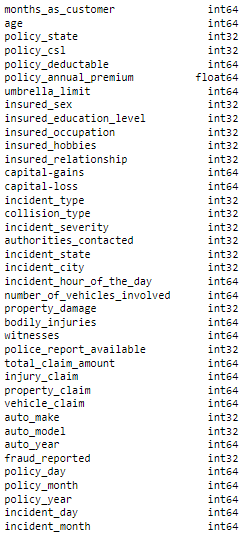 months_as_customer int64
age int64
policy_state int32
policy_csl int32
policy_deductable int64
policy_annual_premium float64
umbrella_limit int64
insured_sex int32
insured_education_level int32
insured_occupation int32
insured_hobbies int32
insured_relationship int32
capital-gains int64
capital-loss int64
incident_type int32
collision_type int32
incident_severity int32
authorities_contacted int32
incident_state int32
incident_city int32
incident_hour_of_the_day int64
number_of_vehicles_involved int64
property_damage int32
bodily_injuries int64
witnesses int64
police_report_available int32
total_claim_amount int64
injury_claim int64
property_claim int64
vehicle_claim int64
auto_make int32
auto_model int32
auto_year int64
fraud_reported int32
policy_day int64
policy_month int64
policy_year int64
incident_day int64
incident_month int64